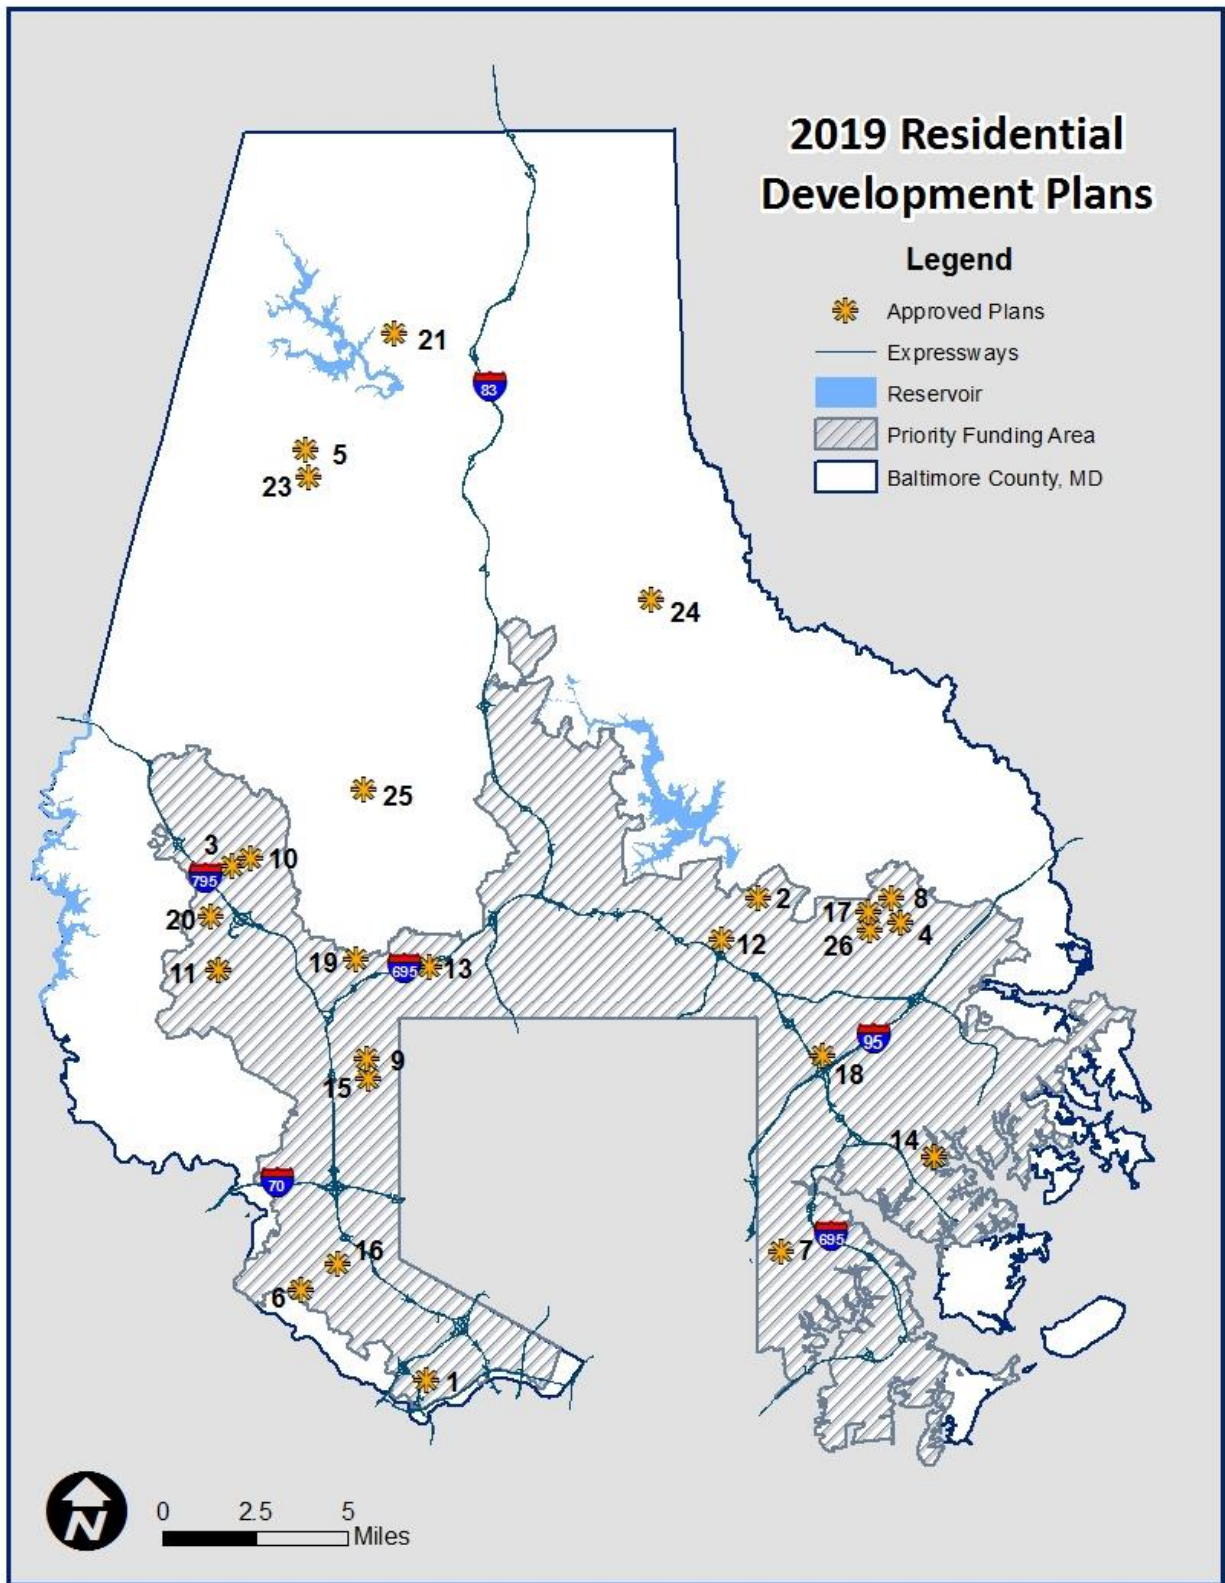 2019 Residential
Development Plans
Legend
Approved Plans
Expressways
Reservoir
Priority Funding Area
Baltimore County, MD
21
83
5
23
24
25
3
10
795
20
11
19
695
13
2
12
17
8
26
4
9
15
95
18
14
70
16
6
7
695
1
N
0 2.5 5
Miles